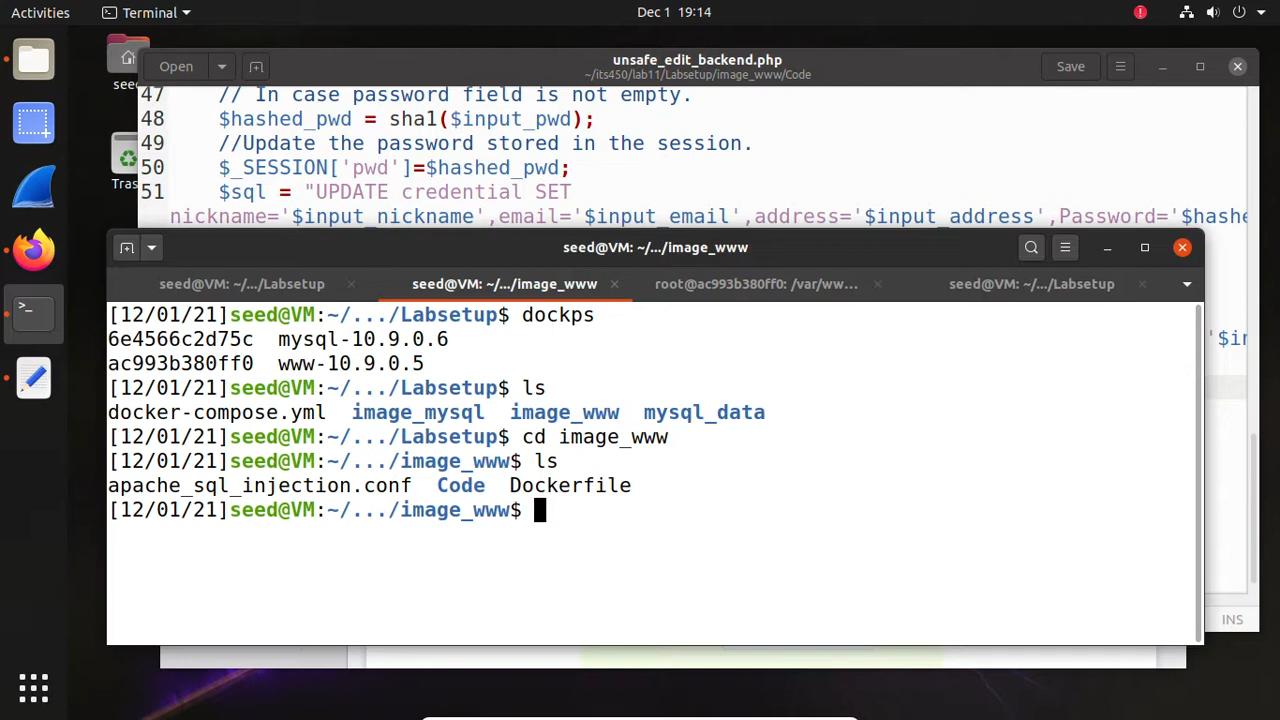 Activities
Terminal
Dec 1 19:14
Open
unsafe_edit_backend.php
~/its450/lab11/Labsetup/image_www/Code
Save
seed
Tras
47 // In case password field is not empty.
48 $hashed_pwd = sha1($input_pwd);
49 //Update the password stored in the session.
50 $_SESSION['pwd']=$hashed_pwd;
51 $sql = "UPDATE credential SET
nickname='$input_nickname',email='$input_email',address='$input_address',Password='$hashe
'$in
INS
seed@VM: ~/.../image_www
seed@VM: ~/.../Labsetup
seed@VM: ~/.../image_www
root@ac993b380ff0: /var/ww...
seed@VM: ~/.../Labsetup
[12/01/21]seed@VM:~/.../Labsetup$ dockps
6e4566c2d75c mysql-10.9.0.6
ac993b380ff0 www-10.9.0.5
[12/01/21]seed@VM:~/.../Labsetup$ ls
docker-compose.yml image_mysql image_www mysql_data
[12/01/21]seed@VM:~/.../Labsetup$ cd image_www
[12/01/21]seed@VM:~/.../image_www$ ls
apache_sql_injection.conf Code Dockerfile
[12/01/21]seed@VM:~/.../image_www$